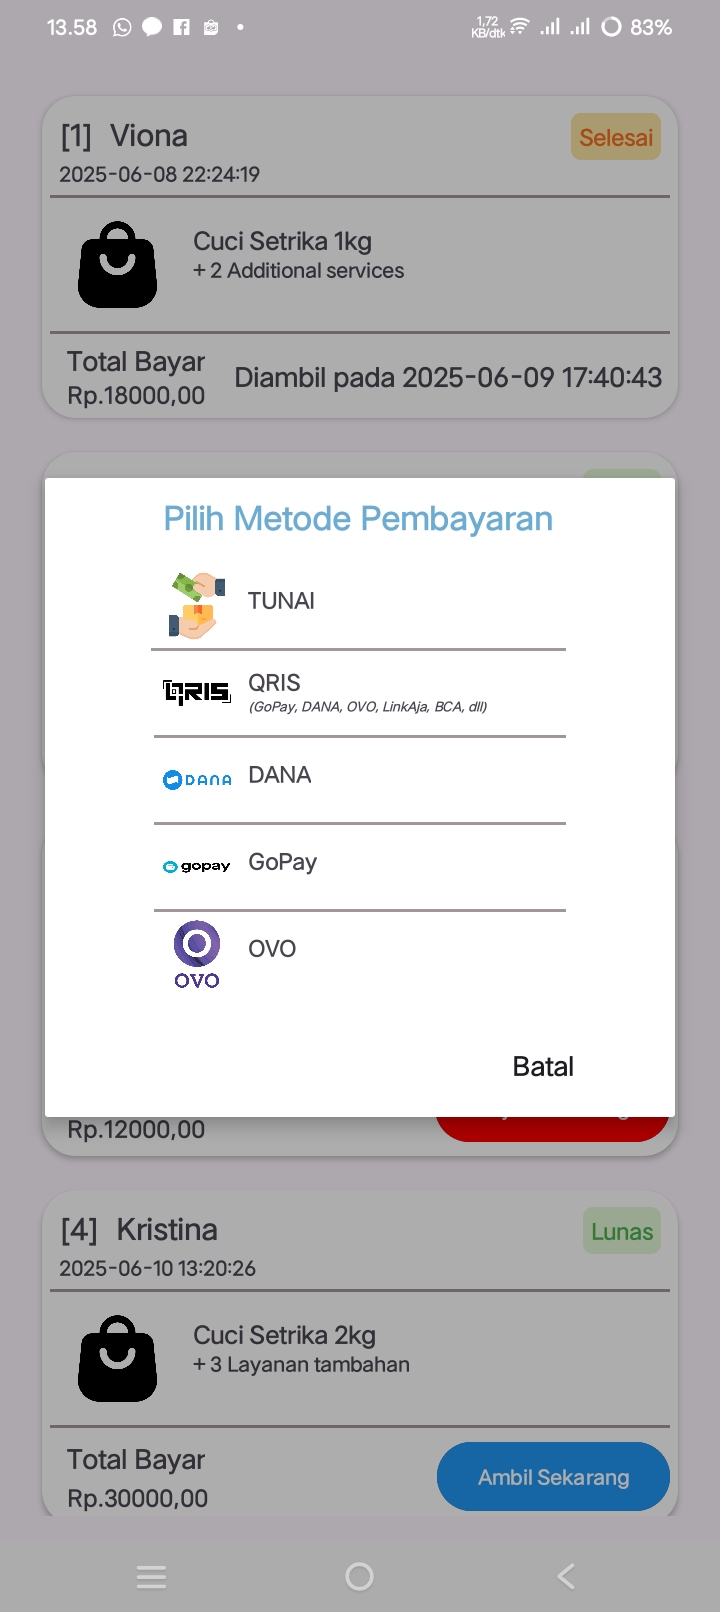 13.58
1,72
KB/dtk
83%
[1] Viona
Selesai
2025-06-08 22:24:19
Cuci Setrika 1kg
+ 2 Additional services
Total Bayar
Rp.18000,00
Diambil pada 2025-06-09 17:40:43
Pilih Metode Pembayaran
TUNAI
QRIS
QRIS
(GoPay, DANA, OVO, LinkAja, BCA, dll)
DANA
DANA
gopay
GoPay
OVO
OVO
Batal
Rp.12000,00
[4] Kristina
Lunas
2025-06-10 13:20:26
Cuci Setrika 2kg
+ 3 Layanan tambahan
Total Bayar
Rp.30000,00
Ambil Sekarang